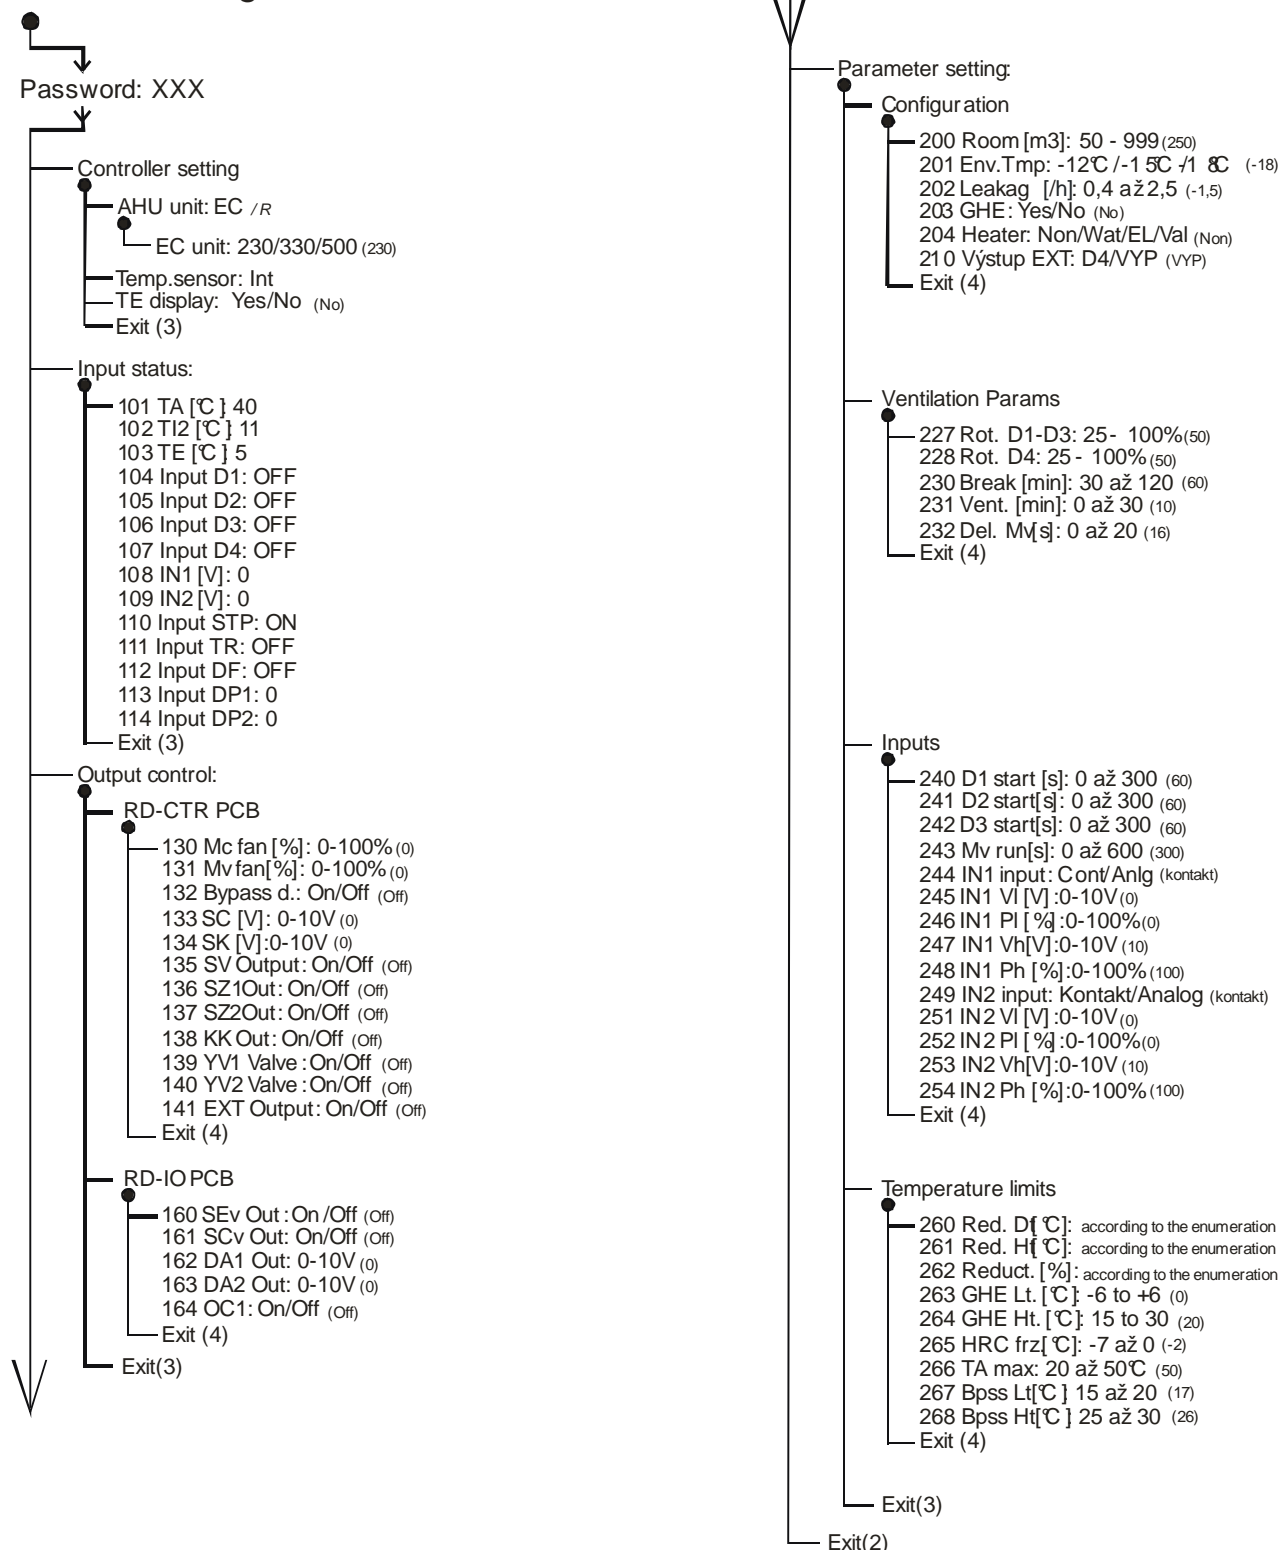 Password: XXX
Controller setting
AHU unit: EC / R
EC unit: 230/330/500 (230)
Temp.sensor: Int
TE display: Yes/No (No)
Exit (3)
Input status:
101 TA [°C ]: 40
102 TI2 [°C ]: 11
103 TE [°C ]: 5
104 Input D1: OFF
105 Input D2: OFF
106 Input D3: OFF
107 Input D4: OFF
108 IN1 [V]: 0
109 IN2 [V]: 0
110 Input STP: ON
111 Input TR: OFF
112 Input DF: OFF
113 Input DP1: 0
114 Input DP2: 0
Exit (3)
Output control:
RD-CTR PCB
130 Mc fan [%]: 0-100% (0)
131 Mv fan[%]: 0-100% (0)
132 Bypass d.: On/Off (Off)
133 SC [V]: 0-10V (0)
134 SK [V]:0-10V (0)
135 SV Output: On/Off (Off)
136 SZ1Out: On/Off (Off)
137 SZ2Out: On/Off (Off)
138 KK Out: On/Off (Off)
139 YV1 Valve : On/Off (Off)
140 YV2 Valve : On/Off (Off)
141 EXT Output: On/Off (Off)
Exit (4)
RD-IO PCB
160 SEv Out : On /Off (Off)
161 SCv Out: On/Off (Off)
162 DA1 Out: 0-10V (0)
163 DA2 Out: 0-10V (0)
164 OC1: On/Off (Off)
Exit (4)
Exit(3)
Parameter setting:
Configuration
200 Room [m3]: 50 - 999 (250)
201 Env.Tmp: -12°C / -1 5°C -/1 8°C (-18)
202 Leakag [/h]: 0,4 až 2,5 (-1,5)
203 GHE : Yes/No (No)
204 Heater: Non/Wat/EL/Val (Non)
210 Výstup EXT: D4/VYP (VYP)
Exit (4)
Ventilation Params
227 Rot. D1-D3: 25 - 100% (50)
228 Rot. D4: 25 - 100% (50)
230 Break [min]: 30 až 120 (60)
231 Vent. [min]: 0 až 30 (10)
232 Del. Mv[s]: 0 až 20 (16)
Exit (4)
Inputs
240 D1 start [s]: 0 až 300 (60)
241 D2 start[s]: 0 až 300 (60)
242 D3 start[s]: 0 až 300 (60)
243 Mv run[s]: 0 až 600 (300)
244 IN1 input: Cont/Anlg (kontakt)
245 IN1 Vl [V] :0-10V (0)
246 IN1 Pl [ %] :0-100% (0)
247 IN1 Vh[V]:0-10V (10)
248 IN1 Ph [%]:0-100% (100)
249 IN2 input: Kontakt/Analog (kontakt)
251 IN2 Vl [V] :0-10V (0)
252 IN2 Pl [ %] :0-100% (0)
253 IN2 Vh[V]:0-10V (10)
254 IN2 Ph [%]:0-100% (100)
Exit (4)
Temperature limits
260 Red. Dt[ °C]: according to the enumeration
261 Red. Ht[ °C]: according to the enumeration
262 Reduct. [%] : according to the enumeration
263 GHE Lt. [ °C]: -6 to +6 (0)
264 GHE Ht. [ °C]: 15 to 30 (20)
265 HRC frz.[ °C]: -7 až 0 (-2)
266 TA max: 20 až 50°C (50)
267 Bpss Lt[°C ]: 15 až 20 (17)
268 Bpss Ht[°C ]: 25 až 30 (26)
Exit (4)
Exit(3)
Exit(2)